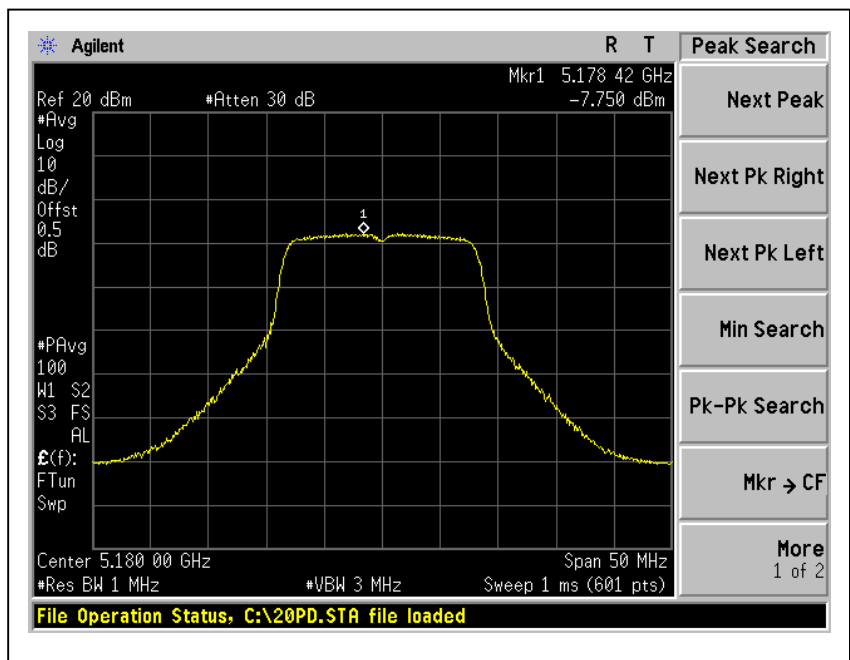 Agilent
R T
Peak Search
Mkr1 5.178 42 GHz
Ref 20 dBm #Atten 30 dB -7.750 dBm
#Avg
Log
10
dB/
Offst
0.5
dB
1
#PAvg
100
W1 S2
S3 FS
AL
£(f):
FTun
Swp
Center 5.180 00 GHz Span 50 MHz
#Res BW 1 MHz #VBW 3 MHz Sweep 1 ms (601 pts)
File Operation Status, C:\20PD.STA file loaded
Next Peak
Next Pk Right
Next Pk Left
Min Search
Pk-Pk Search
Mkr → CF
More
1 of 2